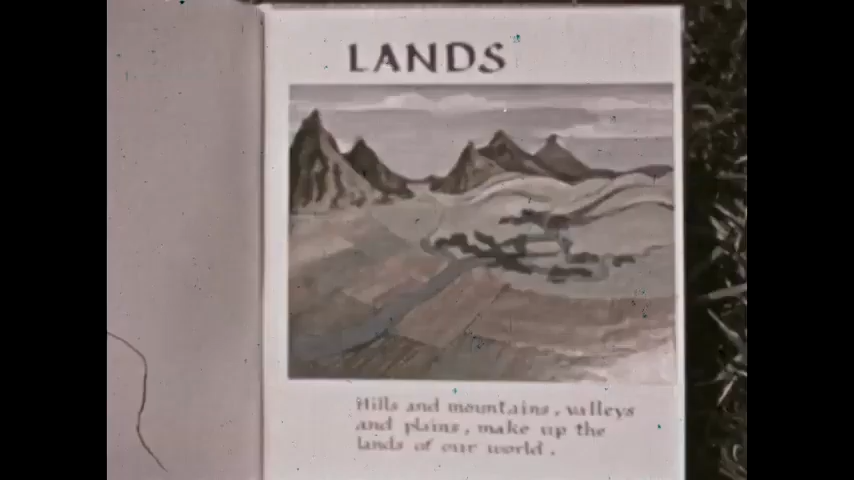 LANDS
Hills and mountains, valleys
and plains, make up the
lands of our world.